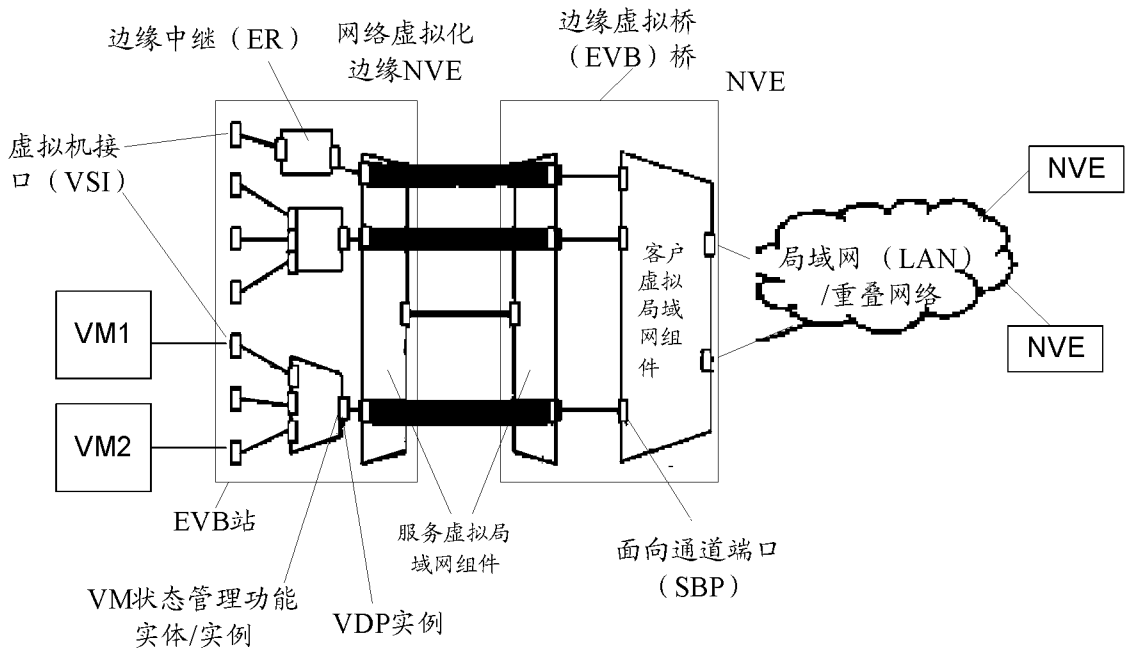 边缘中继（ER）
网络虚拟化
边缘NVE
边缘虚拟桥
（EVB）桥
NVE
虚拟机接
口（VSI）
NVE
客户
虚拟
局域
网组
件
局域网（LAN）
/重叠网络
VM1
NVE
VM2
EVB站
服务虚拟局
域网组件
面向通道端口
（SBP）
VM状态管理功能
实体/实例
VDP实例